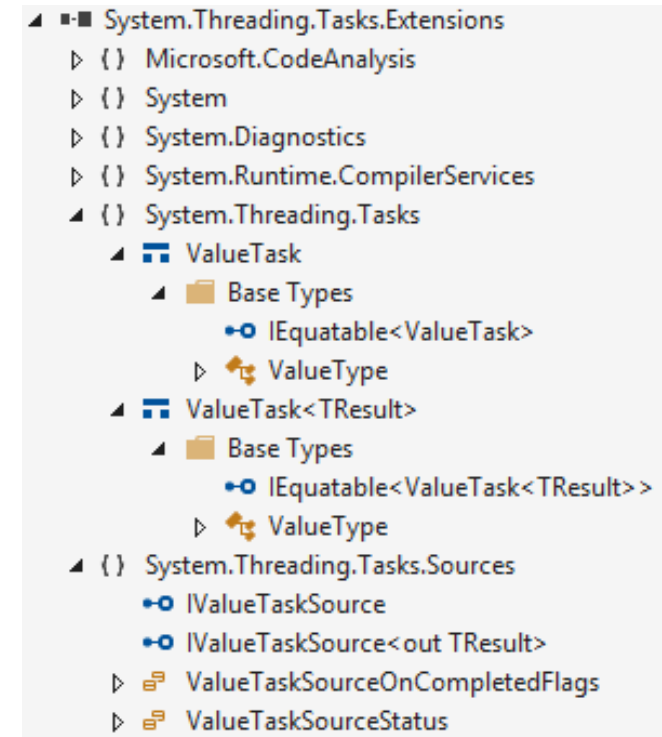 System.Threading.Tasks.Extensions
{ } Microsoft.CodeAnalysis
{ } System
{ } System.Diagnostics
{ } System.Runtime.CompilerServices
{ } System.Threading.Tasks
ValueTask
Base Types
IEquatable<ValueTask>
ValueType
ValueTask<TResult>
Base Types
IEquatable<ValueTask<TResult>>
ValueType
{ } System.Threading.Tasks.Sources
IValueTaskSource
IValueTaskSource<out TResult>
ValueTaskSourceOnCompletedFlags
ValueTaskSourceStatus